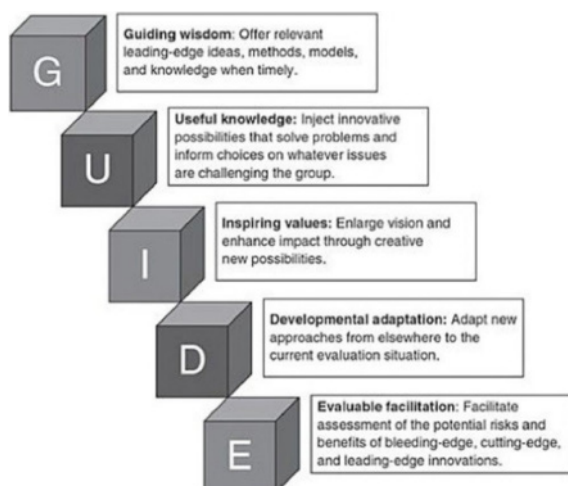 G
Guiding wisdom: Offer relevant
leading-edge ideas, methods, models,
and knowledge when timely.
U
Useful knowledge: Inject innovative
possibilities that solve problems and
inform choices on whatever issues
are challenging the group.
I
Inspiring values: Enlarge vision and
enhance impact through creative
new possibilities.
D
Developmental adaptation: Adapt new
approaches from elsewhere to the
current evaluation situation.
E
Evaluable facilitation: Facilitate
assessment of the potential risks and
benefits of bleeding-edge, cutting-edge,
and leading-edge innovations.